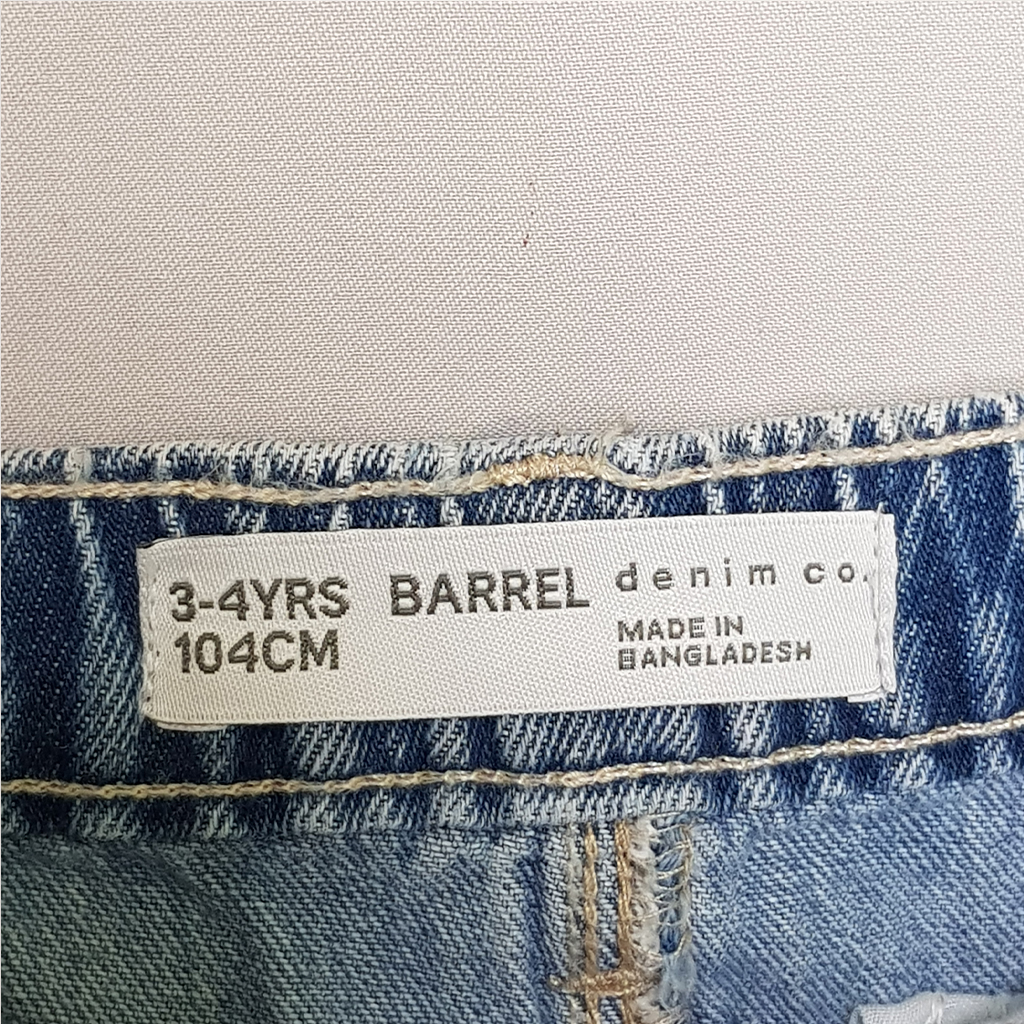 3-4YRS BARREL denim co.
104CM
MADE IN
BANGLADESH